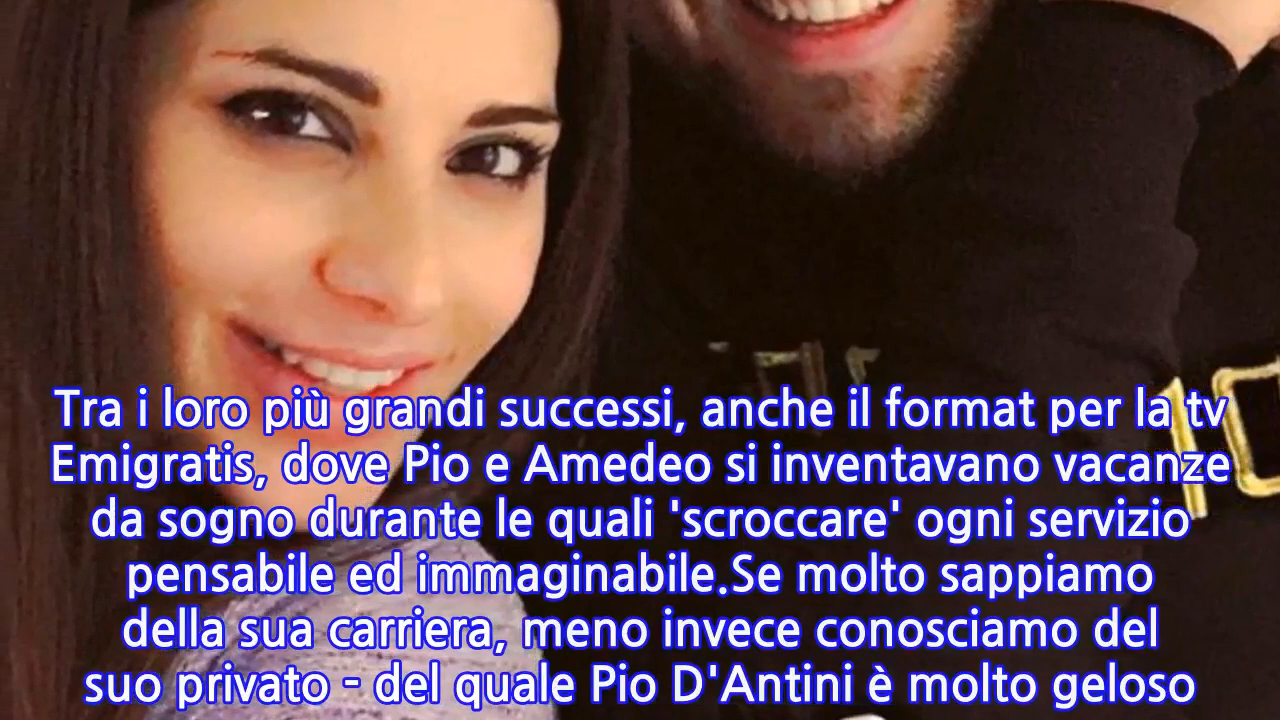 Tra i loro più grandi successi, anche il format per la tv
Emigratis, dove Pio e Amedeo si inventavano vacanze
da sogno durante le quali 'scroccare' ogni servizio
pensabile ed immaginabile.Se molto sappiamo
della sua carriera, meno invece conosciamo del
suo privato - del quale Pio D'Antini è molto geloso